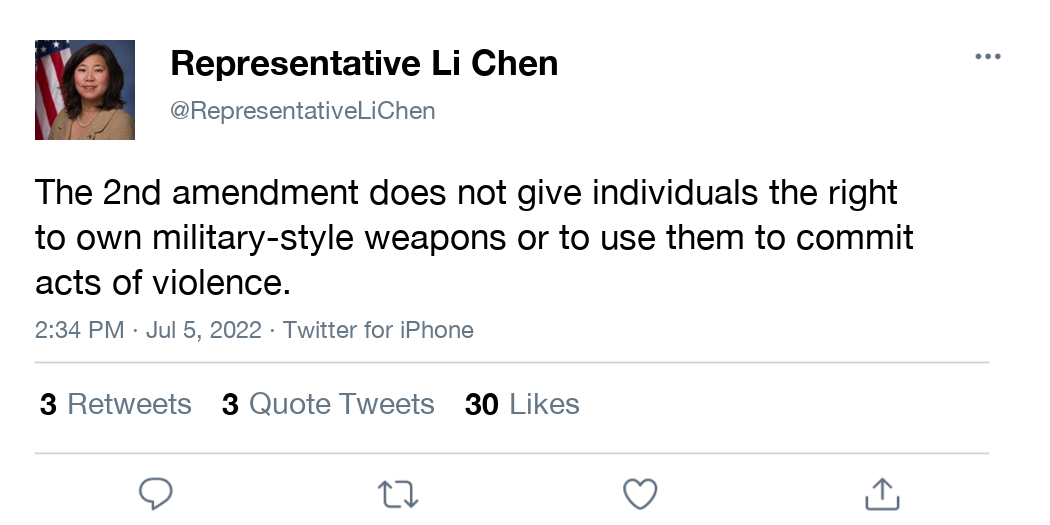 Representative Li Chen
@RepresentativeLiChen
The 2nd amendment does not give individuals the right
to own military-style weapons or to use them to commit
acts of violence.
2:34 PM · Jul 5, 2022 · Twitter for iPhone
3 Retweets 3 Quote Tweets 30 Likes